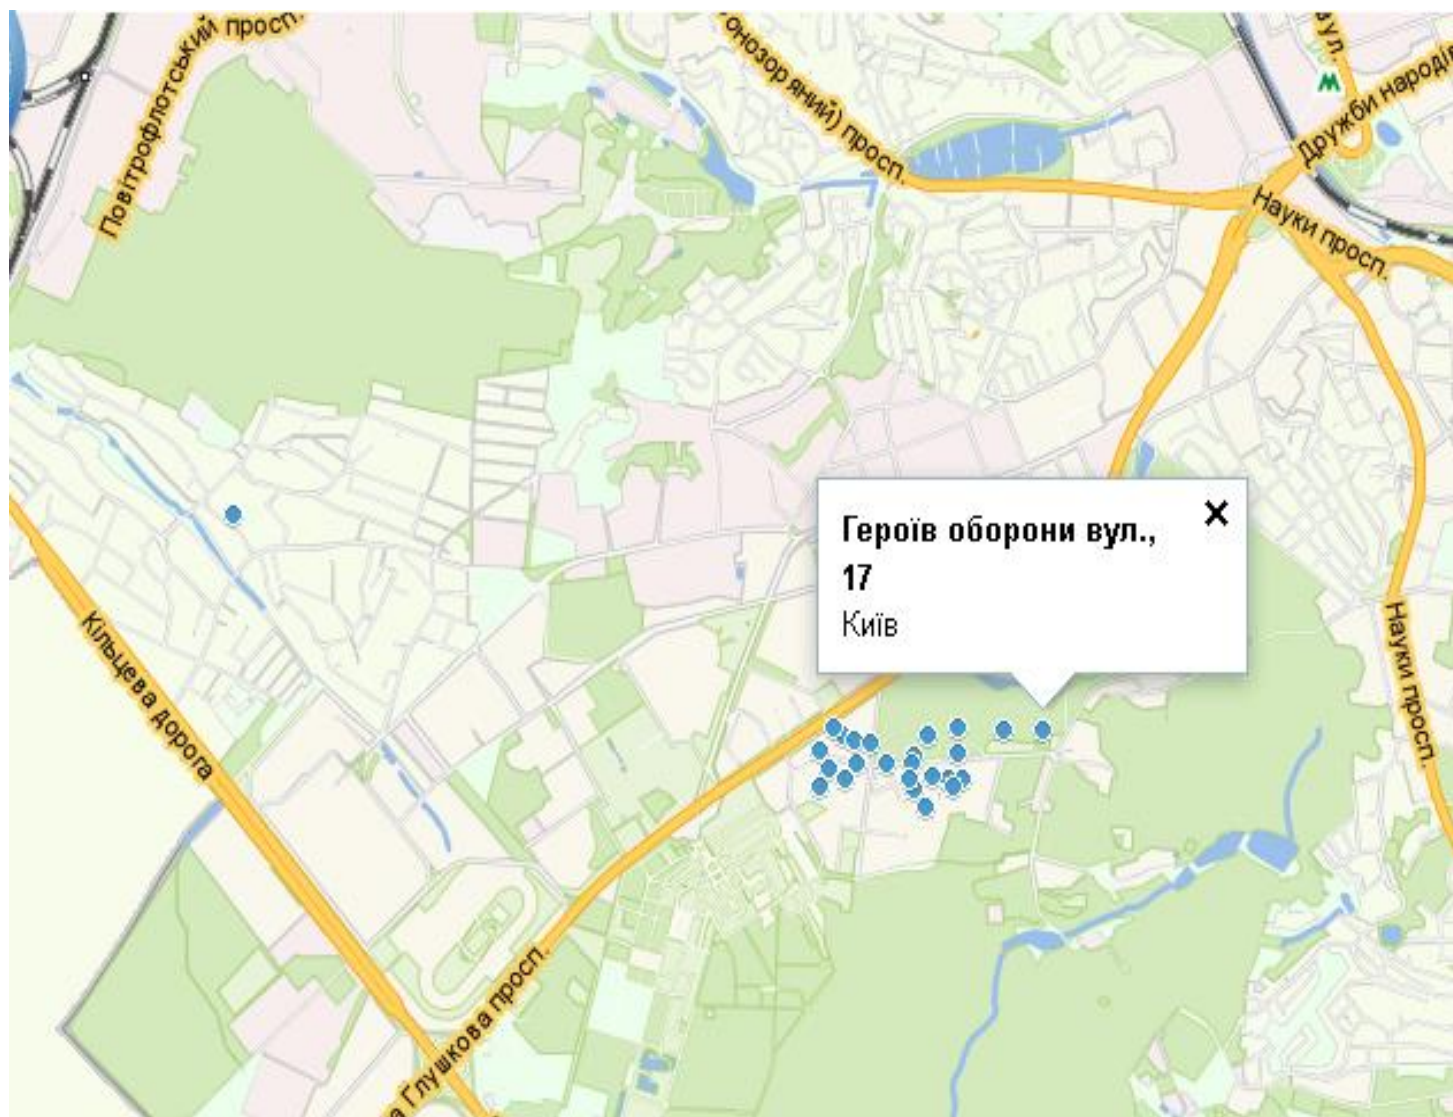 Повітрофлотський просп.
онозоряний) просп.
вул.
Дружби народів
Науки просп.
Героїв оборони вул.,
17
Київ
Кільцева дорога
Науки просп.
а Глушкова просп.